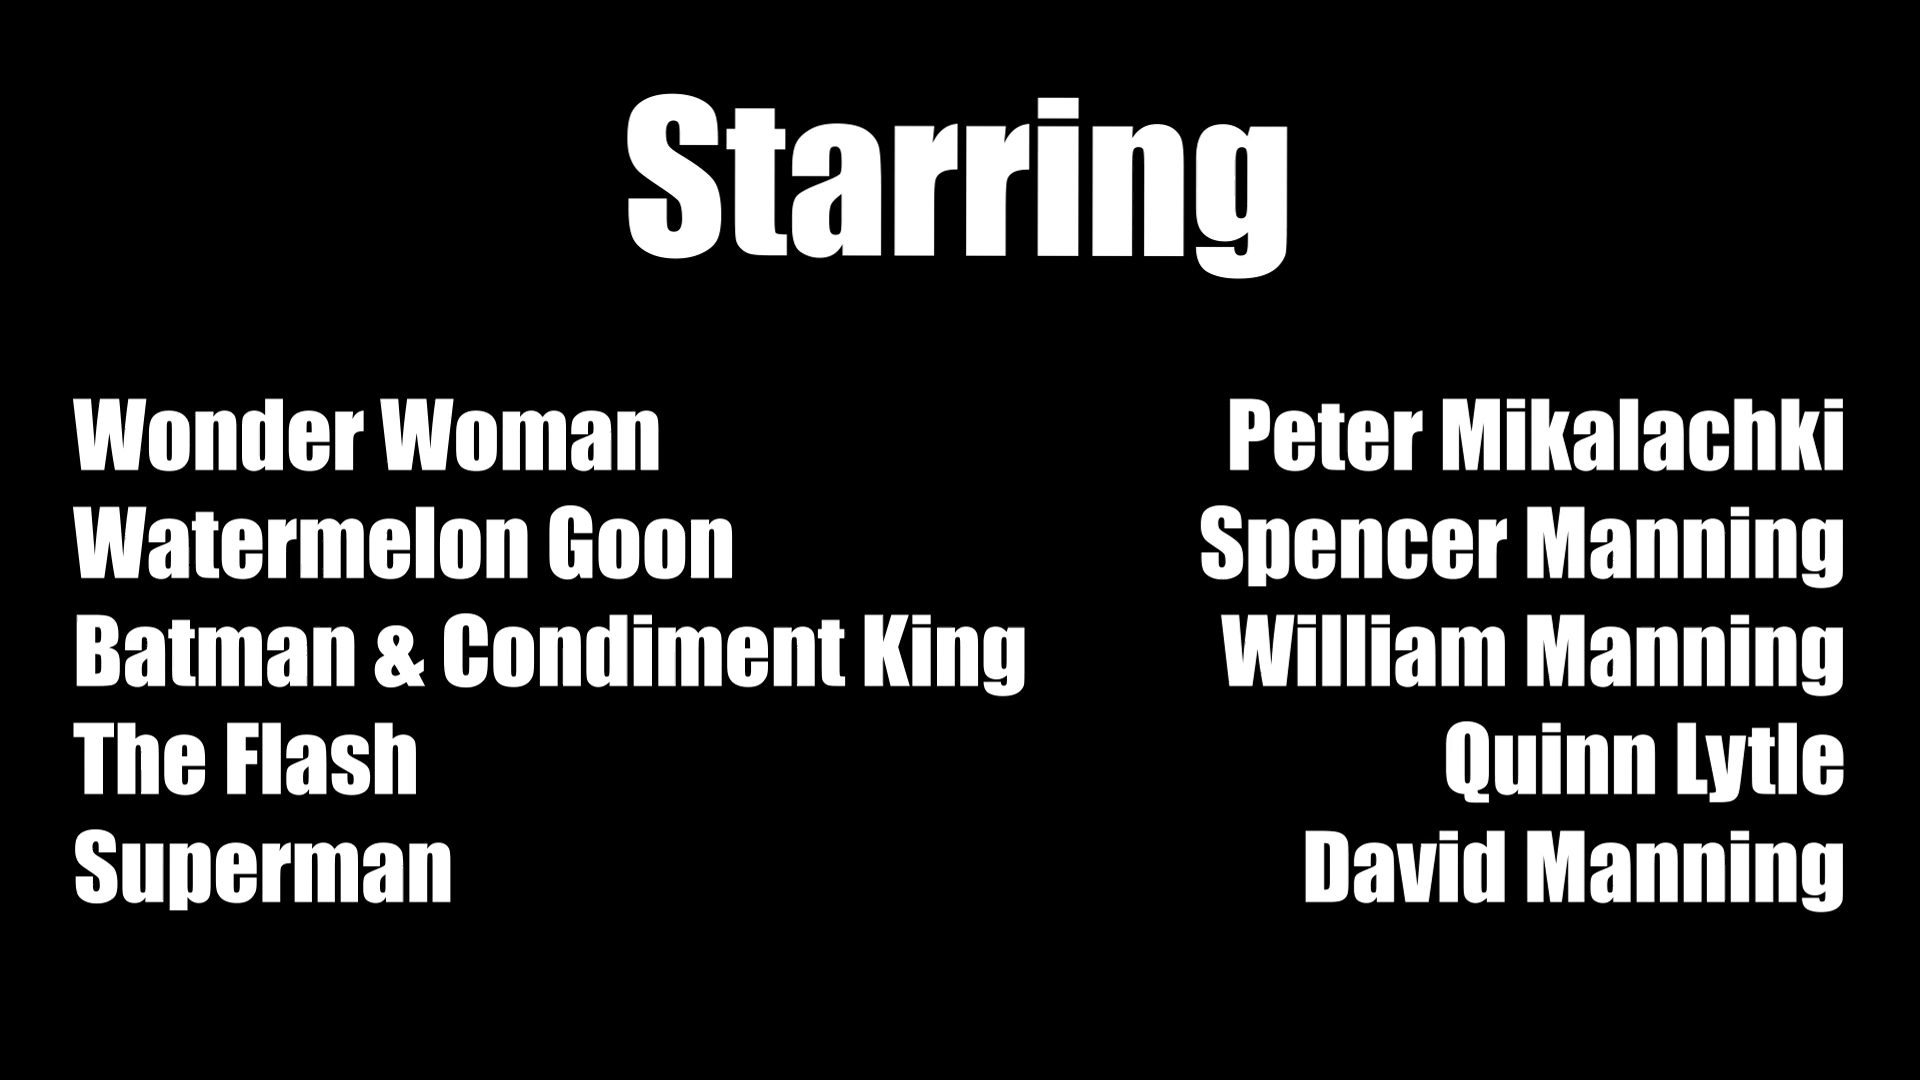 Starring
Wonder Woman Peter Mikalachki
Watermelon Goon Spencer Manning
Batman & Condiment King William Manning
The Flash Quinn Lytle
Superman David Manning